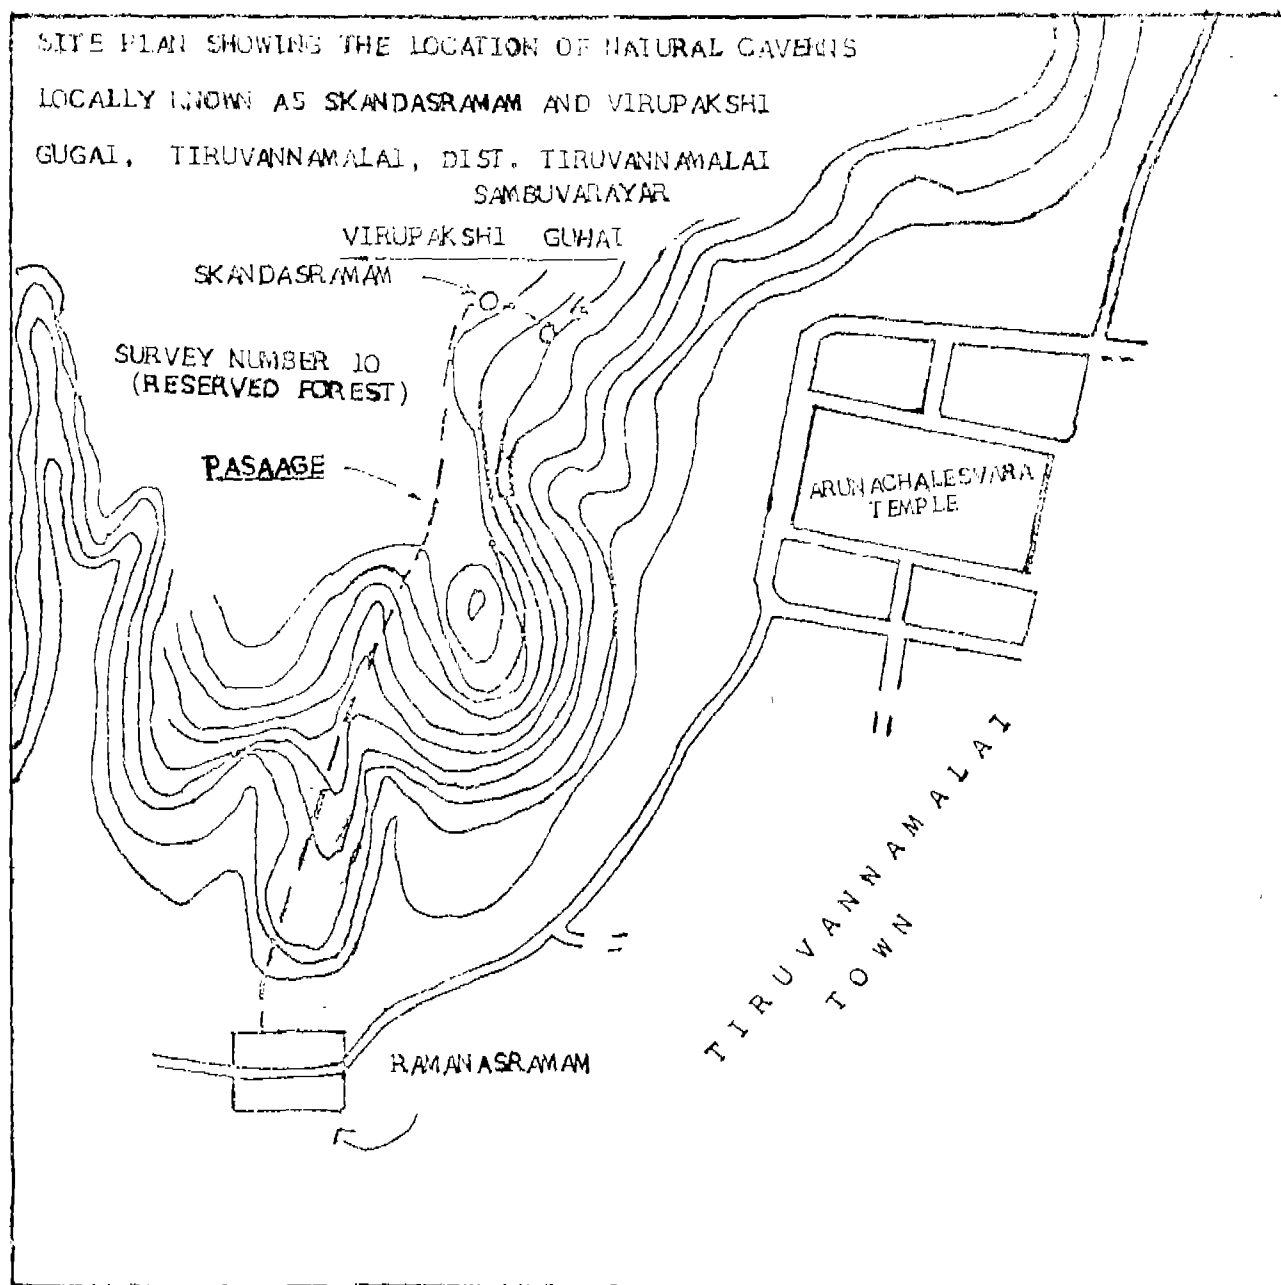 SITE PLAN SHOWING THE LOCATION OF NATURAL CAVERNS
LOCALLY KNOWN AS SKANDASRAMAM AND VIRUPAKSHI
GUGAI, TIRUVANNAMALAI, DIST. TIRUVANNAMALAI
SAMBUVARAYAR
VIRUPAKSHI GUHAI
SKANDASRAMAM
SURVEY NUMBER 10
(RESERVED FOREST)
PASAAGE
ARUNACHALESVARA
TEMPLE
TIRUVANNAMALAI
TOWN
RAMANASRAMAM